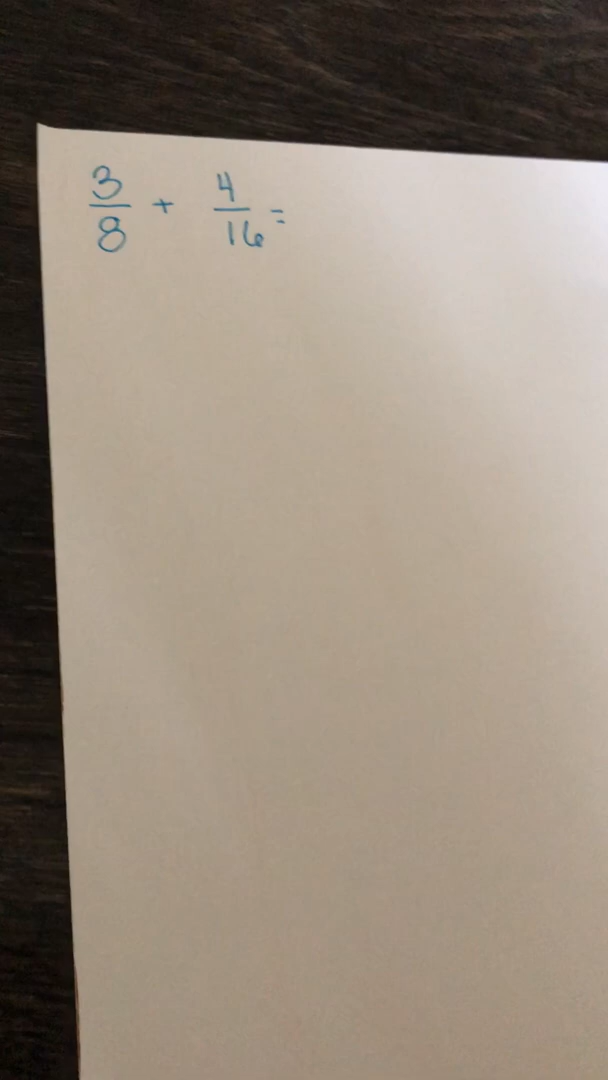 3/8 + 4/16 =